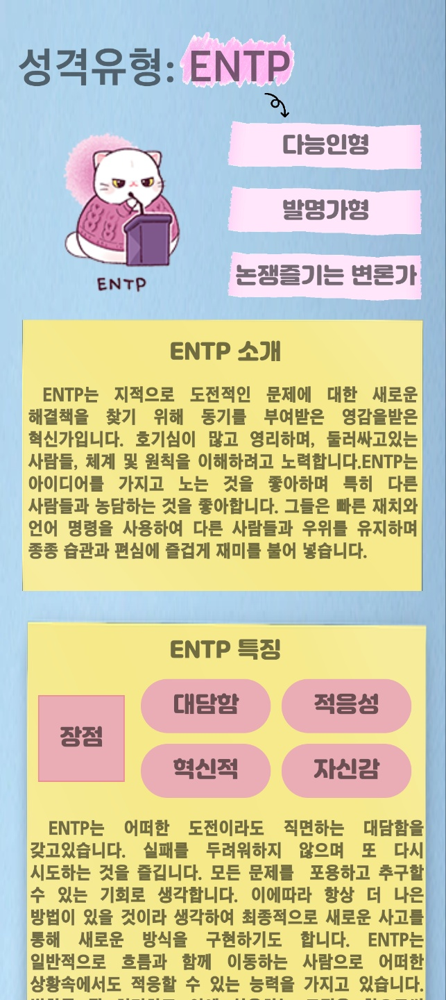 성격유형: ENTP
다능인형
발명가형
논쟁즐기는 변론가
ENTP
ENTP 소개
ENTP는 지적으로 도전적인 문제에 대한 새로운
해결책을 찾기 위해 동기를 부여받은 영감을받은
혁신가입니다. 호기심이 많고 영리하며, 둘러싸고있는
사람들, 체계 및 원칙을 이해하려고 노력합니다.ENTP는
아이디어를 가지고 노는 것을 좋아하며 특히 다른
사람들과 농담하는 것을 좋아합니다. 그들은 빠른 재치와
언어 명령을 사용하여 다른 사람들과 우위를 유지하며
종종 습관과 편심에 즐겁게 재미를 불어 넣습니다.
ENTP 특징
장점
대담함
적응성
혁신적
자신감
ENTP는 어떠한 도전이라도 직면하는 대담함을
갖고있습니다. 실패를 두려워하지 않으며 또 다시
시도하는 것을 즐깁니다. 모든 문제를 포용하고 추구할
수 있는 기회로 생각합니다. 이에따라 항상 더 나은
방법이 있을 것이라 생각하여 최종적으로 새로운 사고를
통해 새로운 방식을 구현하기도 합니다. ENTP는
일반적으로 흐름과 함께 이동하는 사람으로 어떠한
상황속에서도 적응할 수 있는 능력을 가지고 있습니다.